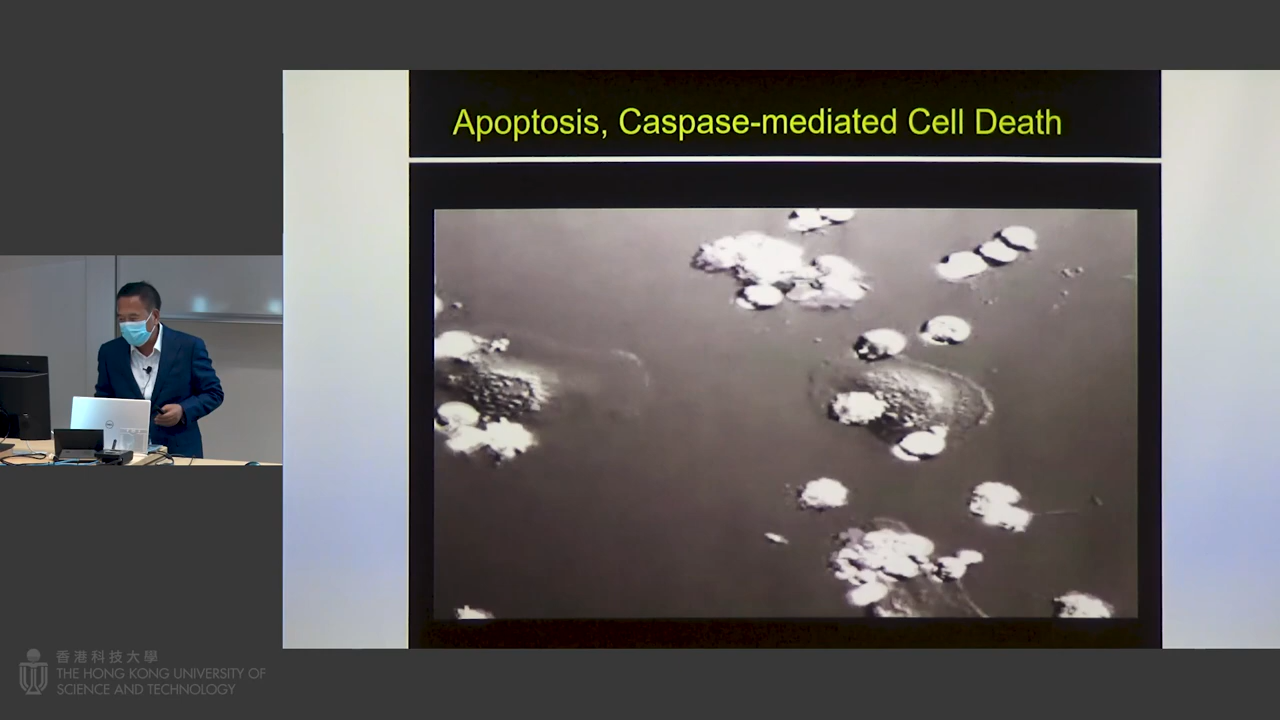 Apoptosis, Caspase-mediated Cell Death
香港科技大學
THE HONG KONG UNIVERSITY OF
SCIENCE AND TECHNOLOGY